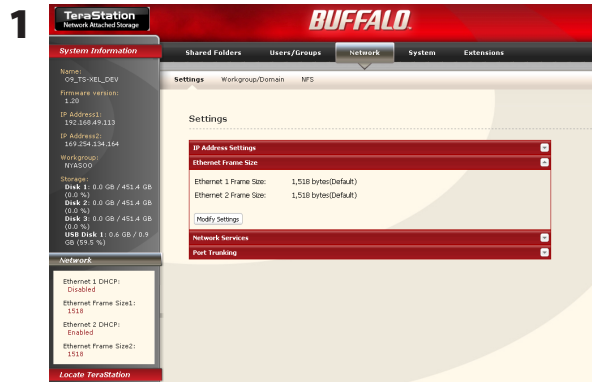 1
TeraStation
Network Attached Storage
BUFFALO
System Information
Shared Folders Users/Groups Network System Extensions
Settings Workgroup/Domain NFS
Name:
09_TS-XEL_DEV
Firmware version:
1.20
IP Address1:
192.168.49.113
IP Address2:
169.254.134.164
Workgroup:
NYASOO
Storage:
Disk 1: 0.0 GB / 451.4 GB
(0.0 %)
Disk 2: 0.0 GB / 451.4 GB
(0.0 %)
Disk 3: 0.0 GB / 451.4 GB
(0.0 %)
USB Disk 1: 0.6 GB / 0.9
GB (59.5 %)
Network
Ethernet 1 DHCP:
Disabled
Ethernet Frame Size1:
1518
Ethernet 2 DHCP:
Enabled
Ethernet Frame Size2:
1518
Locate TeraStation
Settings
IP Address Settings
Ethernet Frame Size
Ethernet 1 Frame Size: 1,518 bytes(Default)
Ethernet 2 Frame Size: 1,518 bytes(Default)
Modify Settings
Network Services
Port Trunking